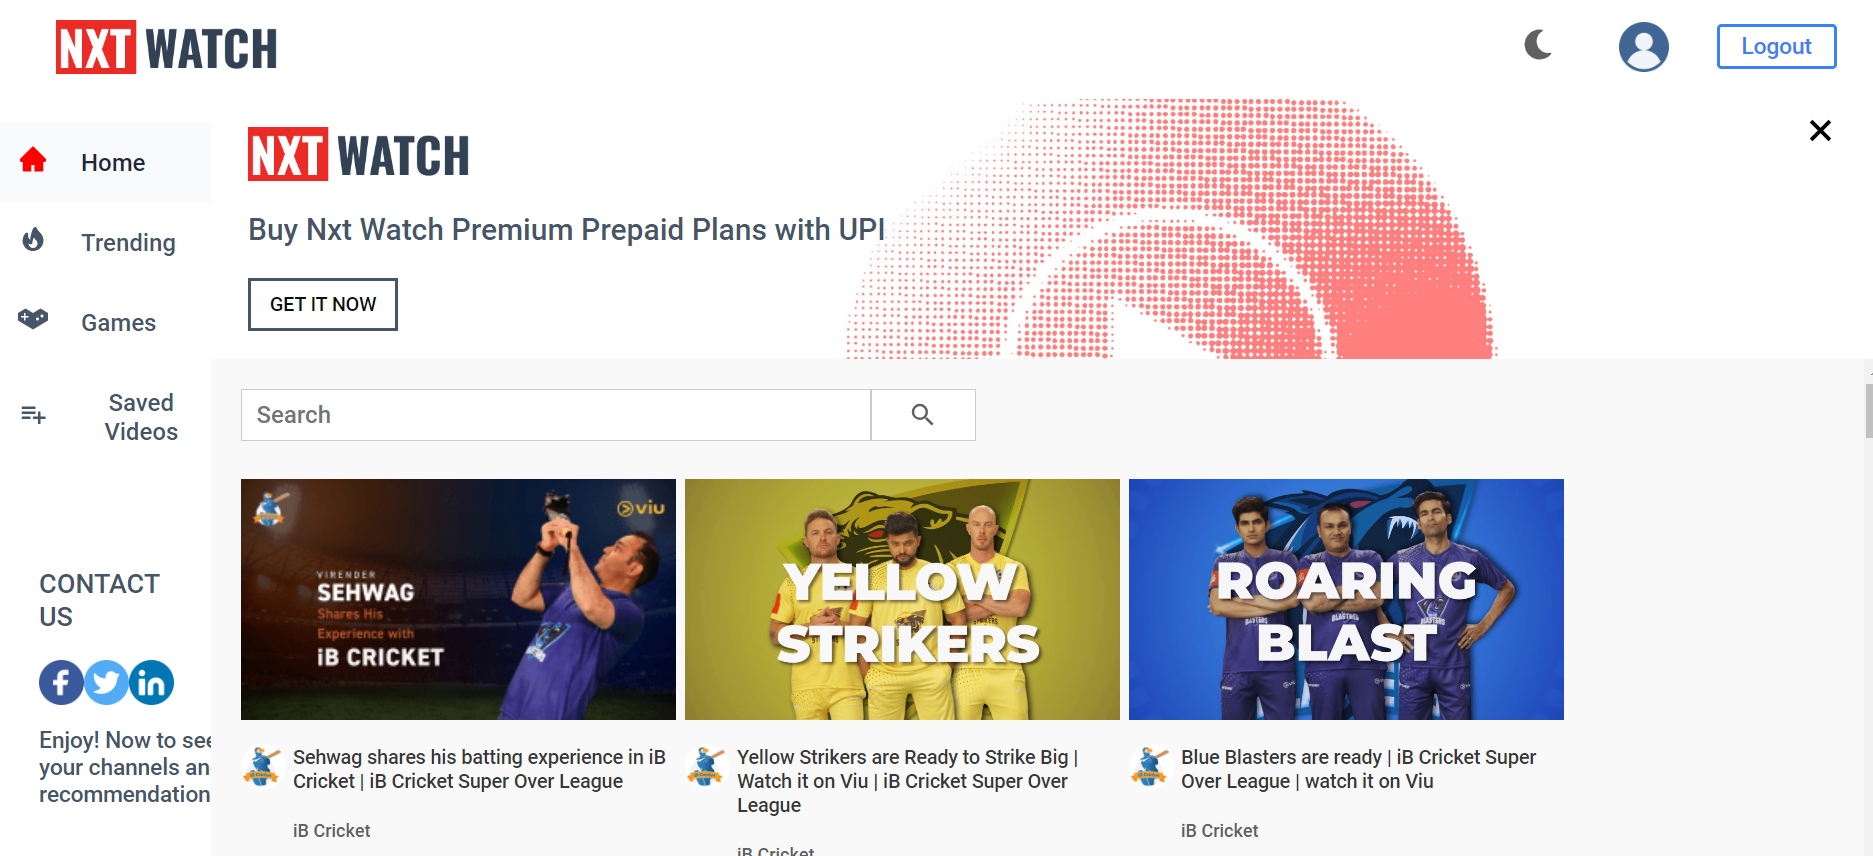 NXT WATCH
Logout
Home
Trending
Games
Saved
Videos
CONTACT
US
Enjoy! Now to see
your channels an
recommendation
NXT WATCH
Buy Nxt Watch Premium Prepaid Plans with UPI
GET IT NOW
Search
viu
VIRENDER
SEHWAG
Shares His
Experience with
iB CRICKET
YELLOW
STRIKERS
ROARING
BLAST
Sehwag shares his batting experience in iB
Cricket | iB Cricket Super Over League
iB Cricket
Yellow Strikers are Ready to Strike Big |
Watch it on Viu | iB Cricket Super Over
League
iB Cricket
Blue Blasters are ready | iB Cricket Super
Over League | watch it on Viu
iB Cricket